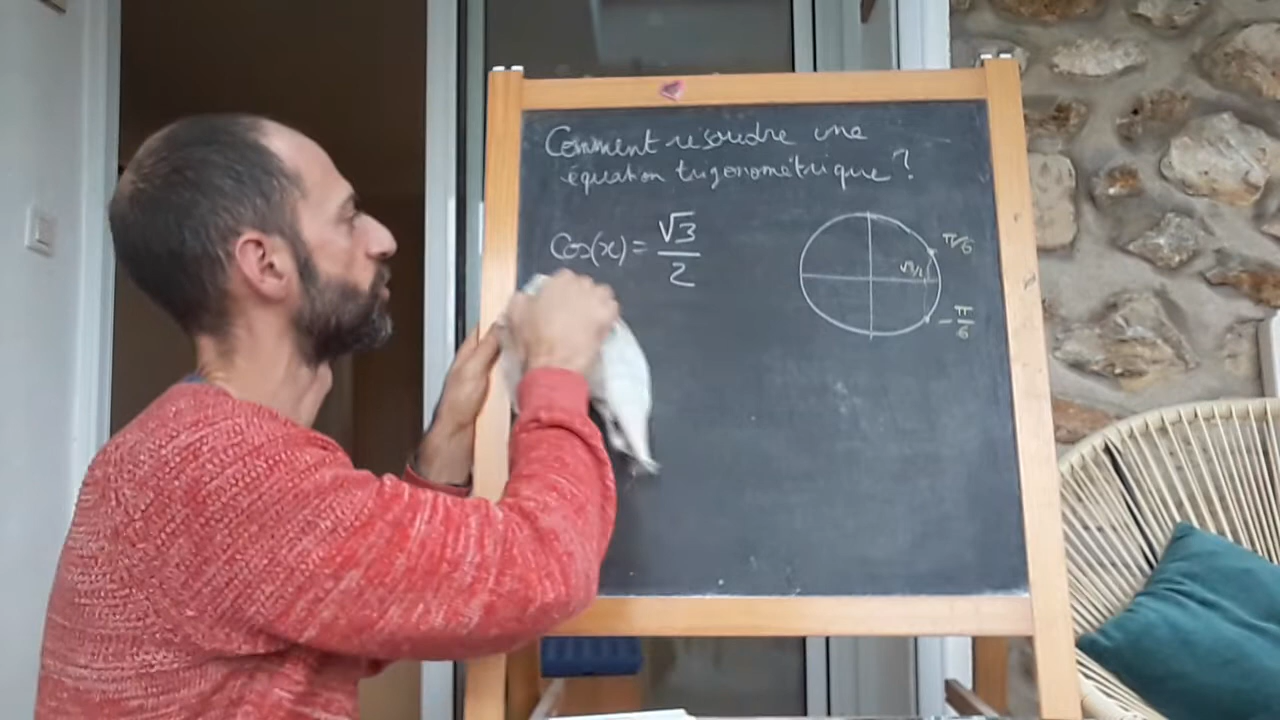 Comment résoudre une
équation trigonométrique ?
Cos(x) = √3/2
π/6
√3/2
-π/6